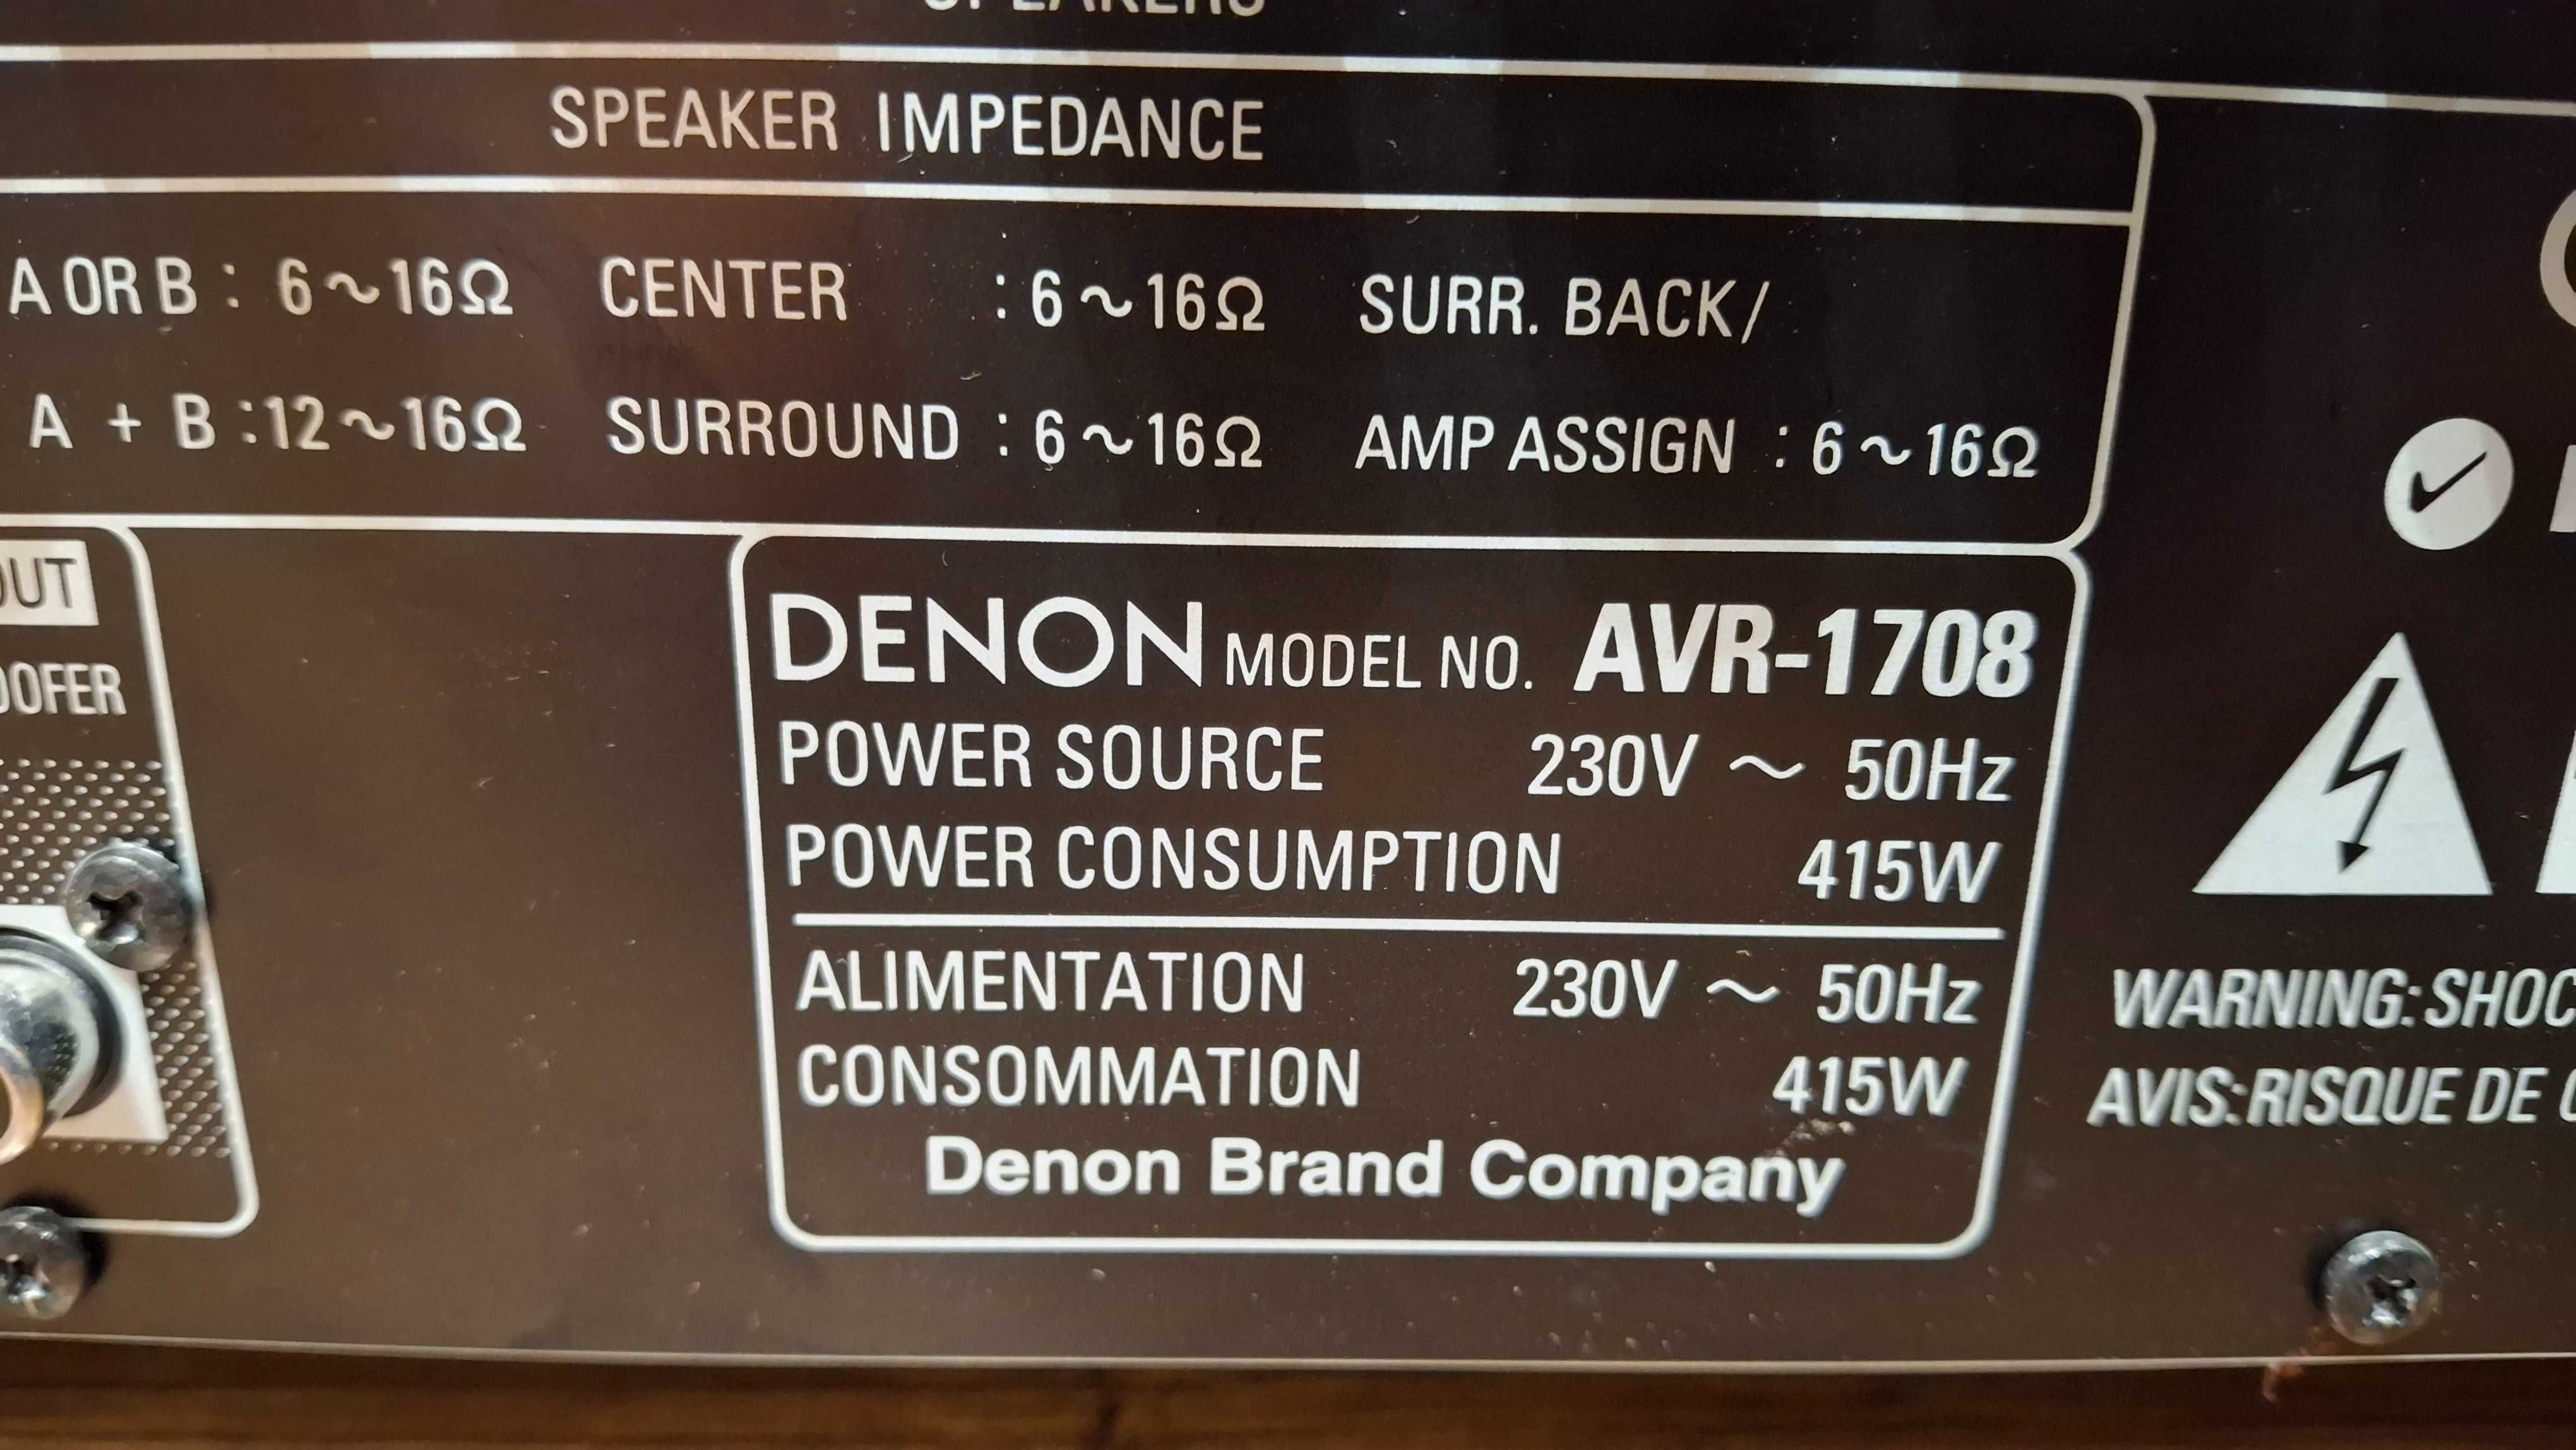 SPEAKERS
SPEAKER IMPEDANCE
A OR B : 6～16Ω CENTER : 6～16Ω SURR. BACK/
A + B :12～16Ω SURROUND : 6～16Ω AMP ASSIGN : 6～16Ω
DENON MODEL NO. AVR-1708
POWER SOURCE 230V ～ 50Hz
POWER CONSUMPTION 415W
ALIMENTATION 230V ～ 50Hz
CONSOMMATION 415W
Denon Brand Company
OUT
OOFER
WARNING: SHOC
AVIS: RISQUE DE